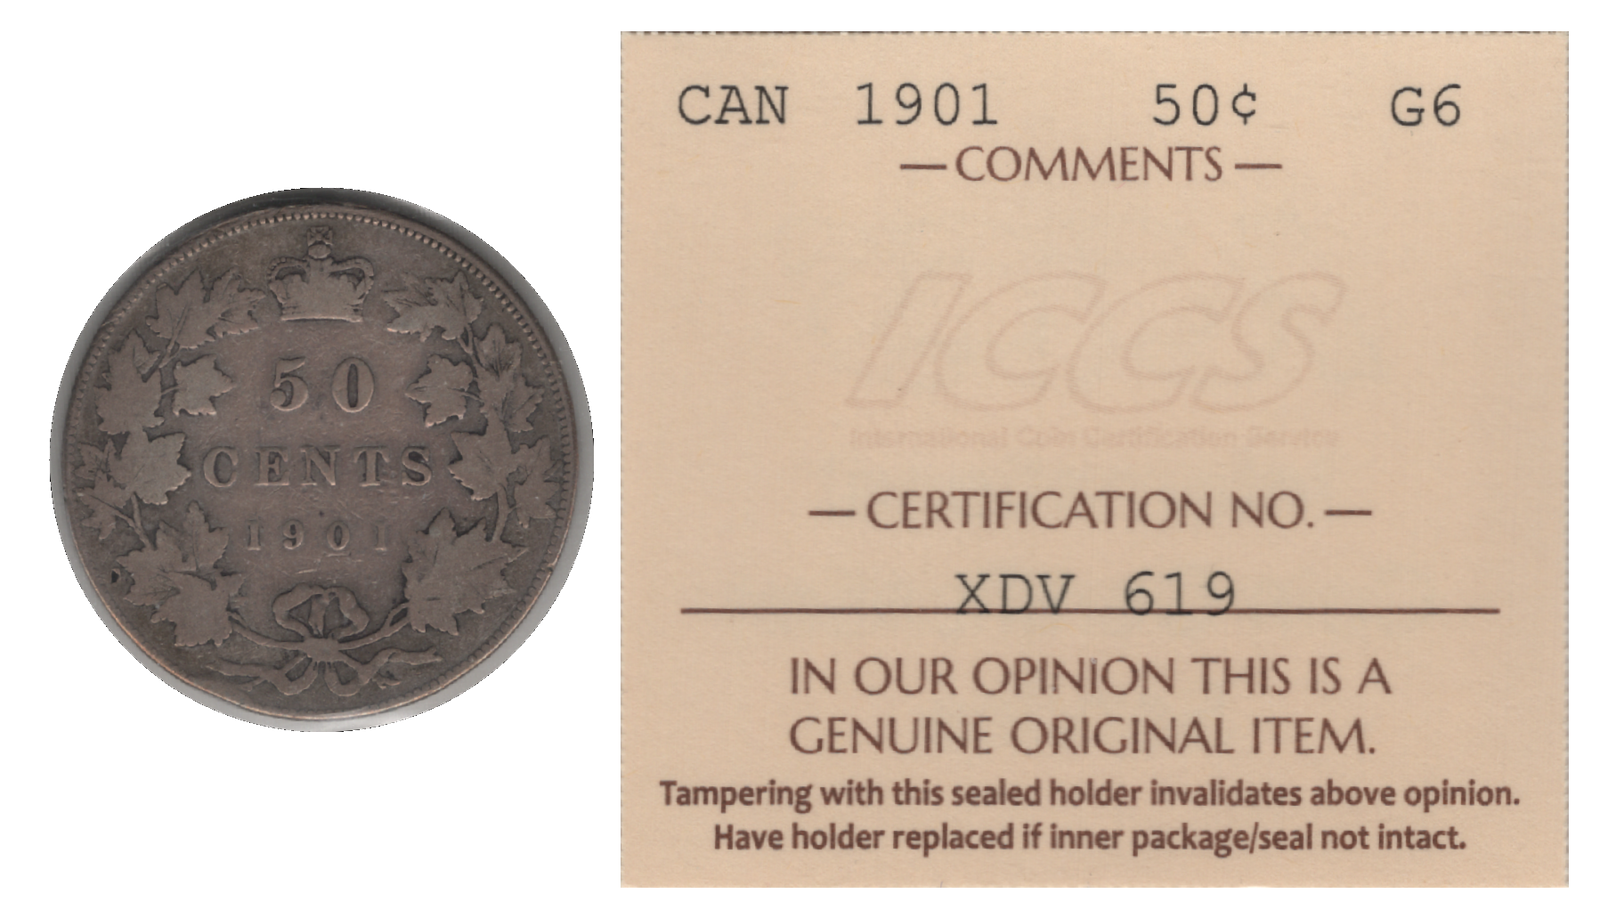 50
CENTS
1901
CAN 1901 50¢ G6
— COMMENTS —
ICCS
International Coin Certification Service
— CERTIFICATION NO. —
XDV 619
IN OUR OPINION THIS IS A
GENUINE ORIGINAL ITEM.
Tampering with this sealed holder invalidates above opinion.
Have holder replaced if inner package/seal not intact.